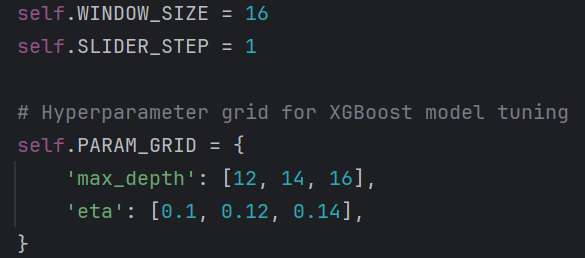 self.WINDOW_SIZE = 16
self.SLIDER_STEP = 1
# Hyperparameter grid for XGBoost model tuning
self.PARAM_GRID = {
    'max_depth': [12, 14, 16],
    'eta': [0.1, 0.12, 0.14],
}